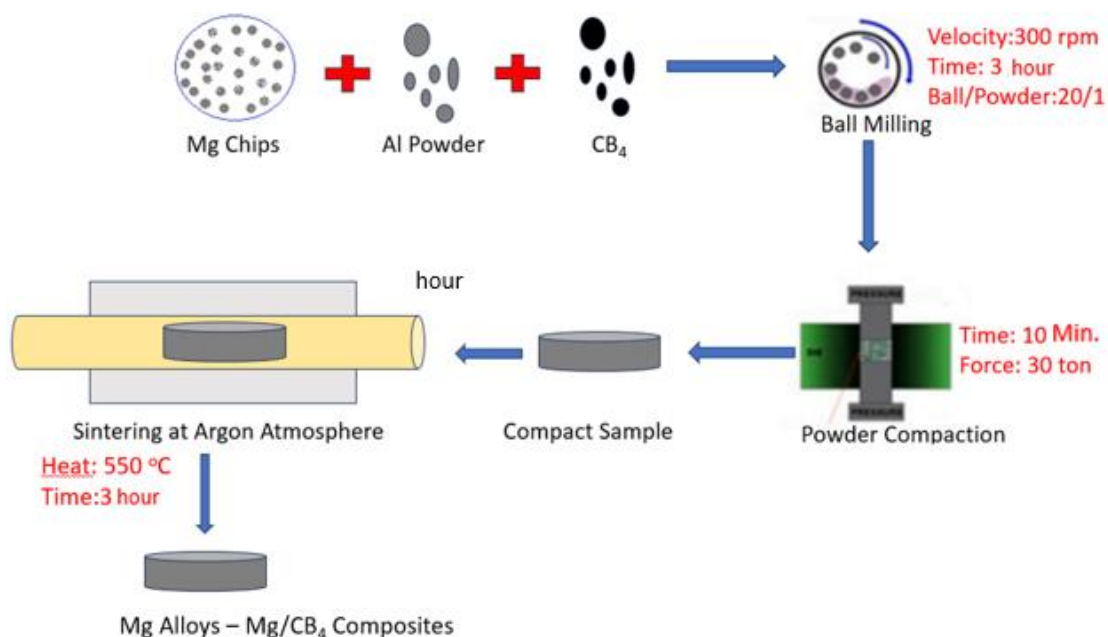 Velocity:300 rpm
Time: 3 hour
Ball/Powder:20/1
Mg Chips
Al Powder
CB₄
Ball Milling
hour
PRESSURE
Time: 10 Min.
Force: 30 ton
PRESSURE
Sintering at Argon Atmosphere
Compact Sample
Powder Compaction
Heat: 550 °C
Time:3 hour
Mg Alloys – Mg/CB₄ Composites